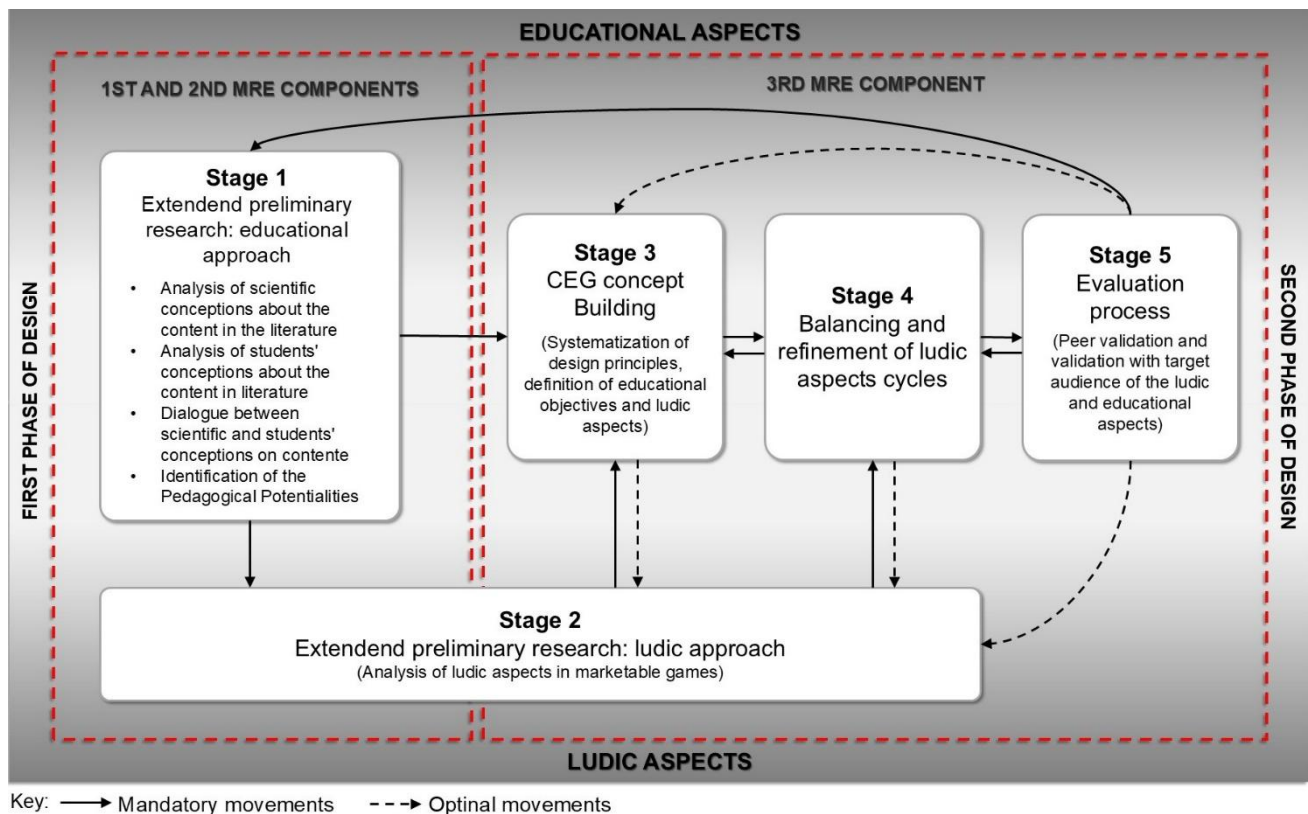 EDUCATIONAL ASPECTS
1ST AND 2ND MRE COMPONENTS
3RD MRE COMPONENT
FIRST PHASE OF DESIGN
Stage 1
Extendend preliminary
research: educational
approach
• Analysis of scientific
conceptions about the
content in the literature
• Analysis of students'
conceptions about the
content in literature
• Dialogue between
scientific and students'
conceptions on contente
• Identification of the
Pedagogical Potentialities
Stage 3
CEG concept
Building
(Systematization of
design principles,
definition of educational
objectives and ludic
aspects)
Stage 4
Balancing and
refinement of ludic
aspects cycles
Stage 5
Evaluation
process
(Peer validation and
validation with target
audience of the ludic
and educational
aspects)
SECOND PHASE OF DESIGN
Stage 2
Extendend preliminary research: ludic approach
(Analysis of ludic aspects in marketable games)
LUDIC ASPECTS
Key: Mandatory movements Optinal movements